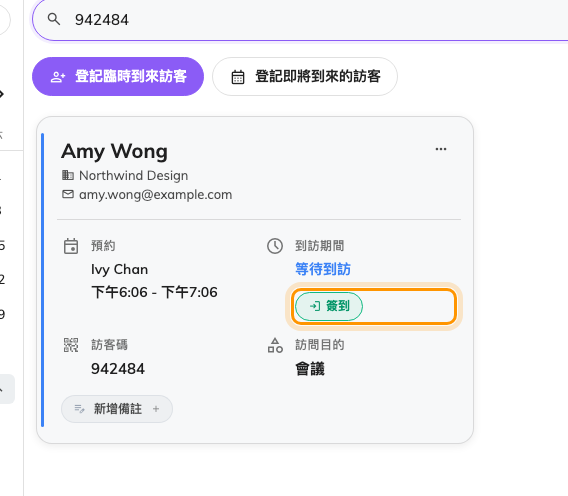 942484
登記臨時到來訪客
登記即將到來的訪客
Amy Wong
Northwind Design
amy.wong@example.com
預約
Ivy Chan
下午6:06 - 下午7:06
到訪期間
等待到訪
簽到
訪客碼
942484
訪問目的
會議
新增備註 +